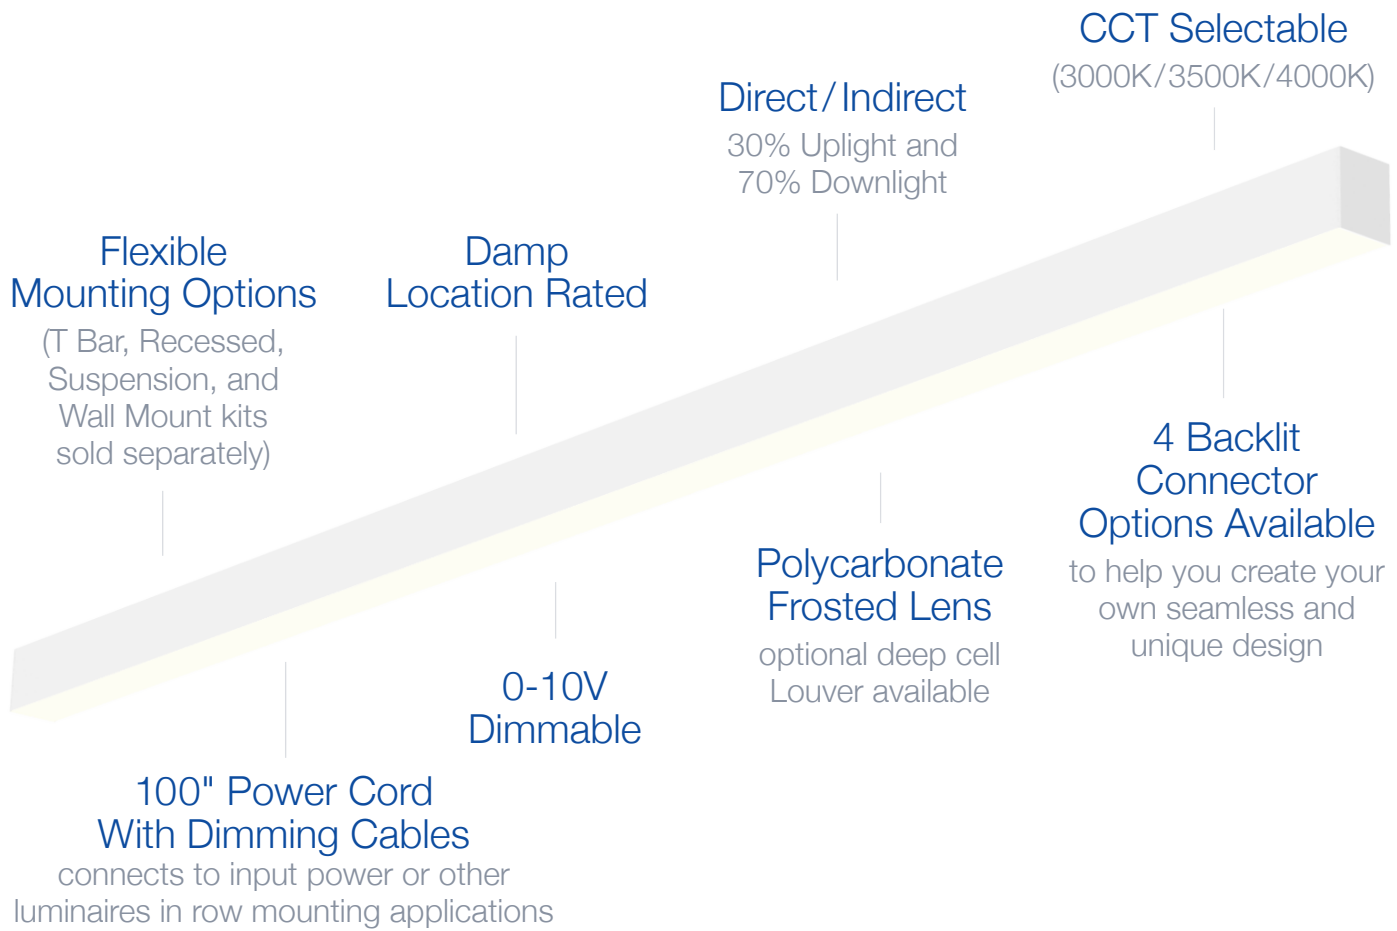 CCT Selectable
(3000K/3500K/4000K)
Direct/Indirect
30% Uplight and
70% Downlight
Flexible
Mounting Options
(T Bar, Recessed,
Suspension, and
Wall Mount kits
sold separately)
Damp
Location Rated
4 Backlit
Connector
Options Available
to help you create your
own seamless and
unique design
Polycarbonate
Frosted Lens
optional deep cell
Louver available
0-10V
Dimmable
100" Power Cord
With Dimming Cables
connects to input power or other
luminaires in row mounting applications